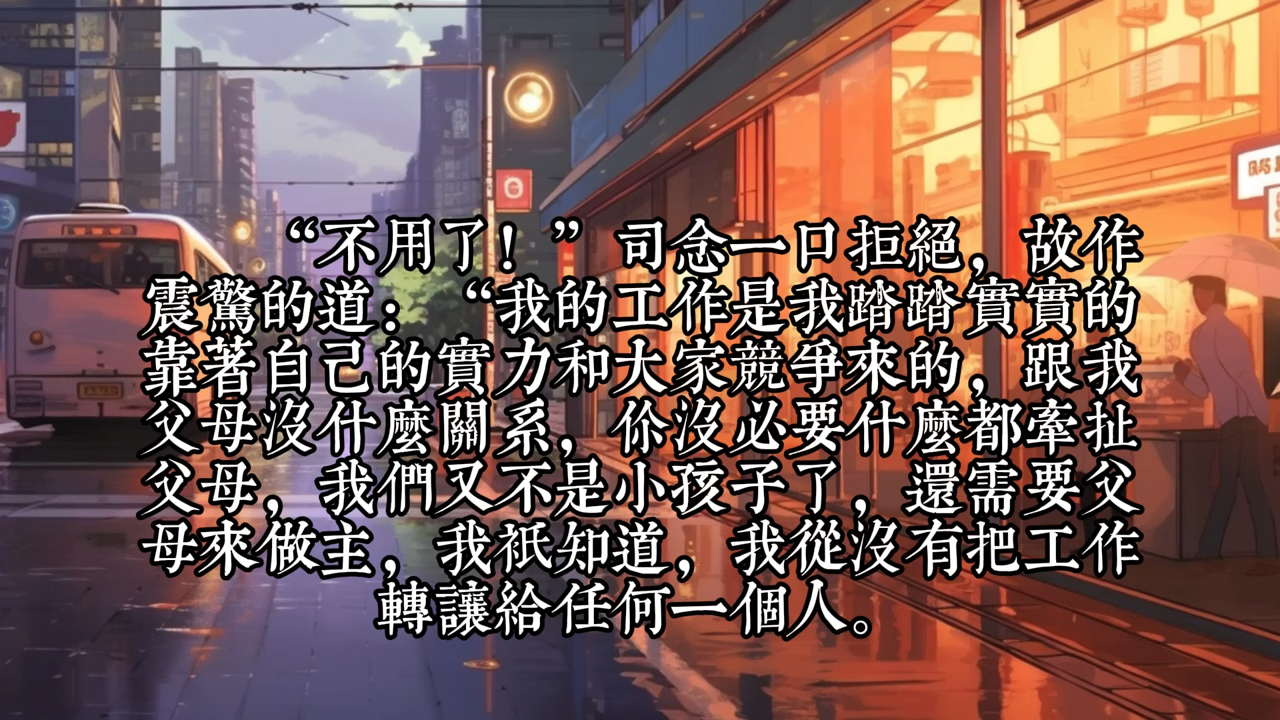 “不用了！”司念一口拒絕，故作
震驚的道：“我的工作是我踏踏實實的
靠著自己的實力和大家競爭來的，跟我
父母沒什麼關系，你沒必要什麼都牽扯
父母，我們又不是小孩子了，還需要父
母來做主，我衹知道，我從沒有把工作
轉讓給任何一個人。